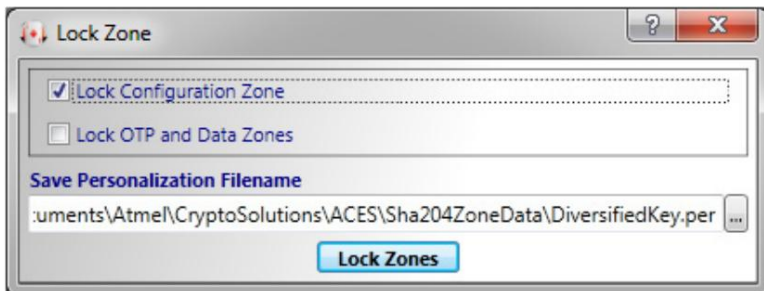 Lock Zone
Lock Configuration Zone
Lock OTP and Data Zones
Save Personalization Filename
:uments\Atmel\CryptoSolutions\ACES\Sha204ZoneData\DiversifiedKey.per ...
Lock Zones